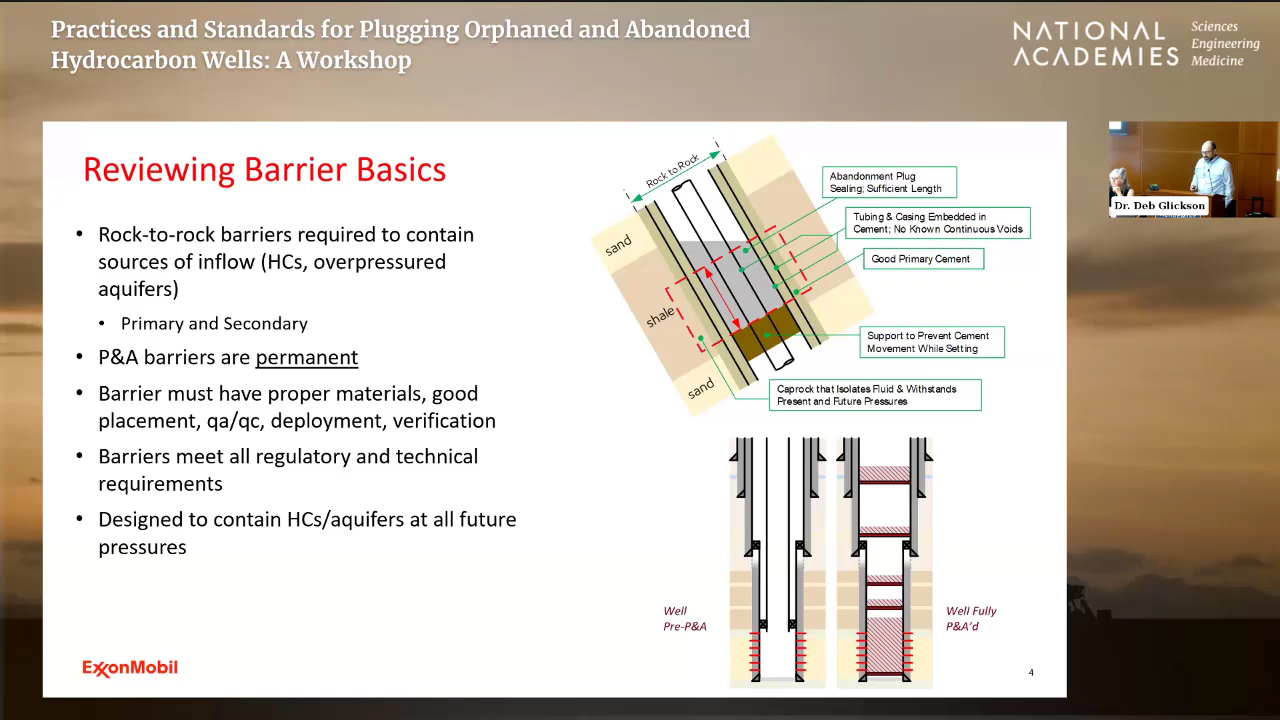 Practices and Standards for Plugging Orphaned and Abandoned
Hydrocarbon Wells: A Workshop
NATIONAL
ACADEMIES
Sciences
Engineering
Medicine
Reviewing Barrier Basics
• Rock-to-rock barriers required to contain
sources of inflow (HCs, overpressured
aquifers)
• Primary and Secondary
• P&A barriers are permanent
• Barrier must have proper materials, good
placement, qa/qc, deployment, verification
• Barriers meet all regulatory and technical
requirements
• Designed to contain HCs/aquifers at all future
pressures
Rock to Rock
sand
shale
sand
Abandonment Plug
Sealing; Sufficient Length
Tubing & Casing Embedded in
Cement; No Known Continuous Voids
Good Primary Cement
Support to Prevent Cement
Movement While Setting
Caprock that Isolates Fluid & Withstands
Present and Future Pressures
Well
Pre-P&A
Well Fully
P&A'd
ExxonMobil
4
Dr. Deb Glickson